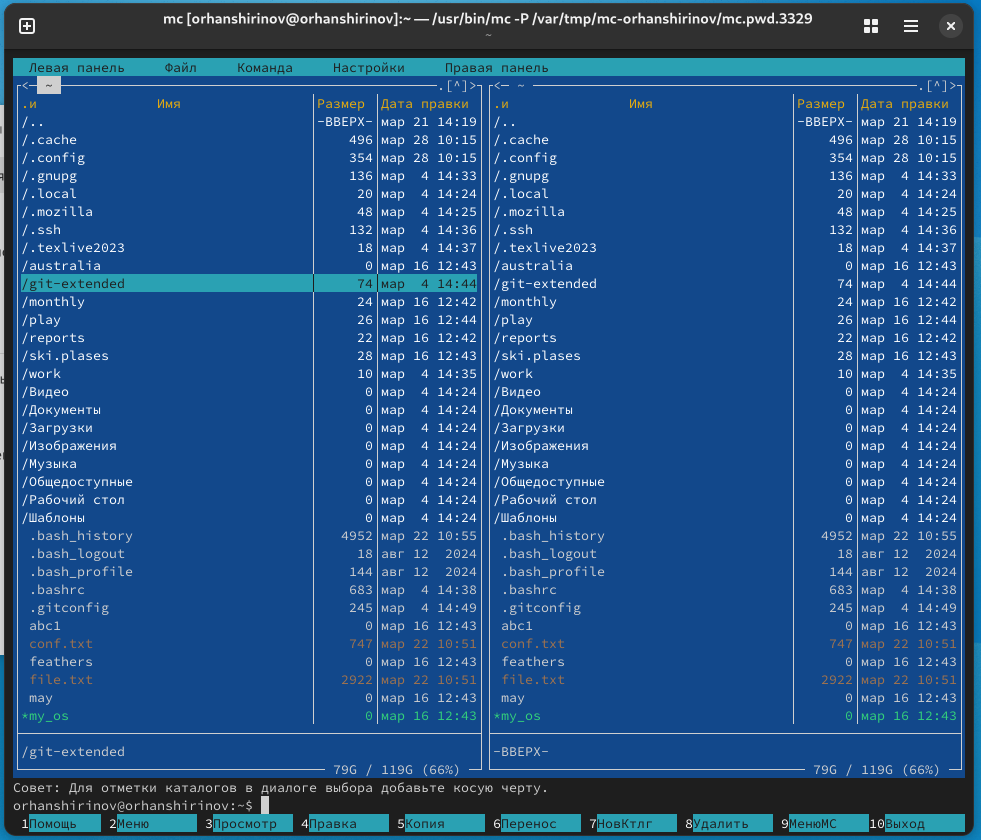 mc [orhanshirinov@orhanshirinov]:~ — /usr/bin/mc -P /var/tmp/mc-orhanshirinov/mc.pwd.3329
~
Левая панель Файл Команда Настройки Правая панель
<─ ~ ─.[^]>
.и Имя Размер Дата правки
/.. -ВВЕРХ- мар 21 14:19
/.cache 496 мар 28 10:15
/.config 354 мар 28 10:15
/.gnupg 136 мар 4 14:33
/.local 20 мар 4 14:24
/.mozilla 48 мар 4 14:25
/.ssh 132 мар 4 14:36
/.texlive2023 18 мар 4 14:37
/australia 0 мар 16 12:43
/git-extended 74 мар 4 14:44
/monthly 24 мар 16 12:42
/play 26 мар 16 12:44
/reports 22 мар 16 12:42
/ski.plases 28 мар 16 12:43
/work 10 мар 4 14:35
/Видео 0 мар 4 14:24
/Документы 0 мар 4 14:24
/Загрузки 0 мар 4 14:24
/Изображения 0 мар 4 14:24
/Музыка 0 мар 4 14:24
/Общедоступные 0 мар 4 14:24
/Рабочий стол 0 мар 4 14:24
/Шаблоны 0 мар 4 14:24
.bash_history 4952 мар 22 10:55
.bash_logout 18 авг 12 2024
.bash_profile 144 авг 12 2024
.bashrc 683 мар 4 14:38
.gitconfig 245 мар 4 14:49
abc1 0 мар 16 12:43
conf.txt 747 мар 22 10:51
feathers 0 мар 16 12:43
file.txt 2922 мар 22 10:51
may 0 мар 16 12:43
*my_os 0 мар 16 12:43
/git-extended
79G / 119G (66%)
<─ ~ ─.[^]>
.и Имя Размер Дата правки
/.. -ВВЕРХ- мар 21 14:19
/.cache 496 мар 28 10:15
/.config 354 мар 28 10:15
/.gnupg 136 мар 4 14:33
/.local 20 мар 4 14:24
/.mozilla 48 мар 4 14:25
/.ssh 132 мар 4 14:36
/.texlive2023 18 мар 4 14:37
/australia 0 мар 16 12:43
/git-extended 74 мар 4 14:44
/monthly 24 мар 16 12:42
/play 26 мар 16 12:44
/reports 22 мар 16 12:42
/ski.plases 28 мар 16 12:43
/work 10 мар 4 14:35
/Видео 0 мар 4 14:24
/Документы 0 мар 4 14:24
/Загрузки 0 мар 4 14:24
/Изображения 0 мар 4 14:24
/Музыка 0 мар 4 14:24
/Общедоступные 0 мар 4 14:24
/Рабочий стол 0 мар 4 14:24
/Шаблоны 0 мар 4 14:24
.bash_history 4952 мар 22 10:55
.bash_logout 18 авг 12 2024
.bash_profile 144 авг 12 2024
.bashrc 683 мар 4 14:38
.gitconfig 245 мар 4 14:49
abc1 0 мар 16 12:43
conf.txt 747 мар 22 10:51
feathers 0 мар 16 12:43
file.txt 2922 мар 22 10:51
may 0 мар 16 12:43
*my_os 0 мар 16 12:43
-ВВЕРХ-
79G / 119G (66%)
Совет: Для отметки каталогов в диалоге выбора добавьте косую черту.
orhanshirinov@orhanshirinov:~$
1Помощь 2Меню 3Просмотр 4Правка 5Копия 6Перенос 7НовКтлг 8Удалить 9МенюМС 10Выход